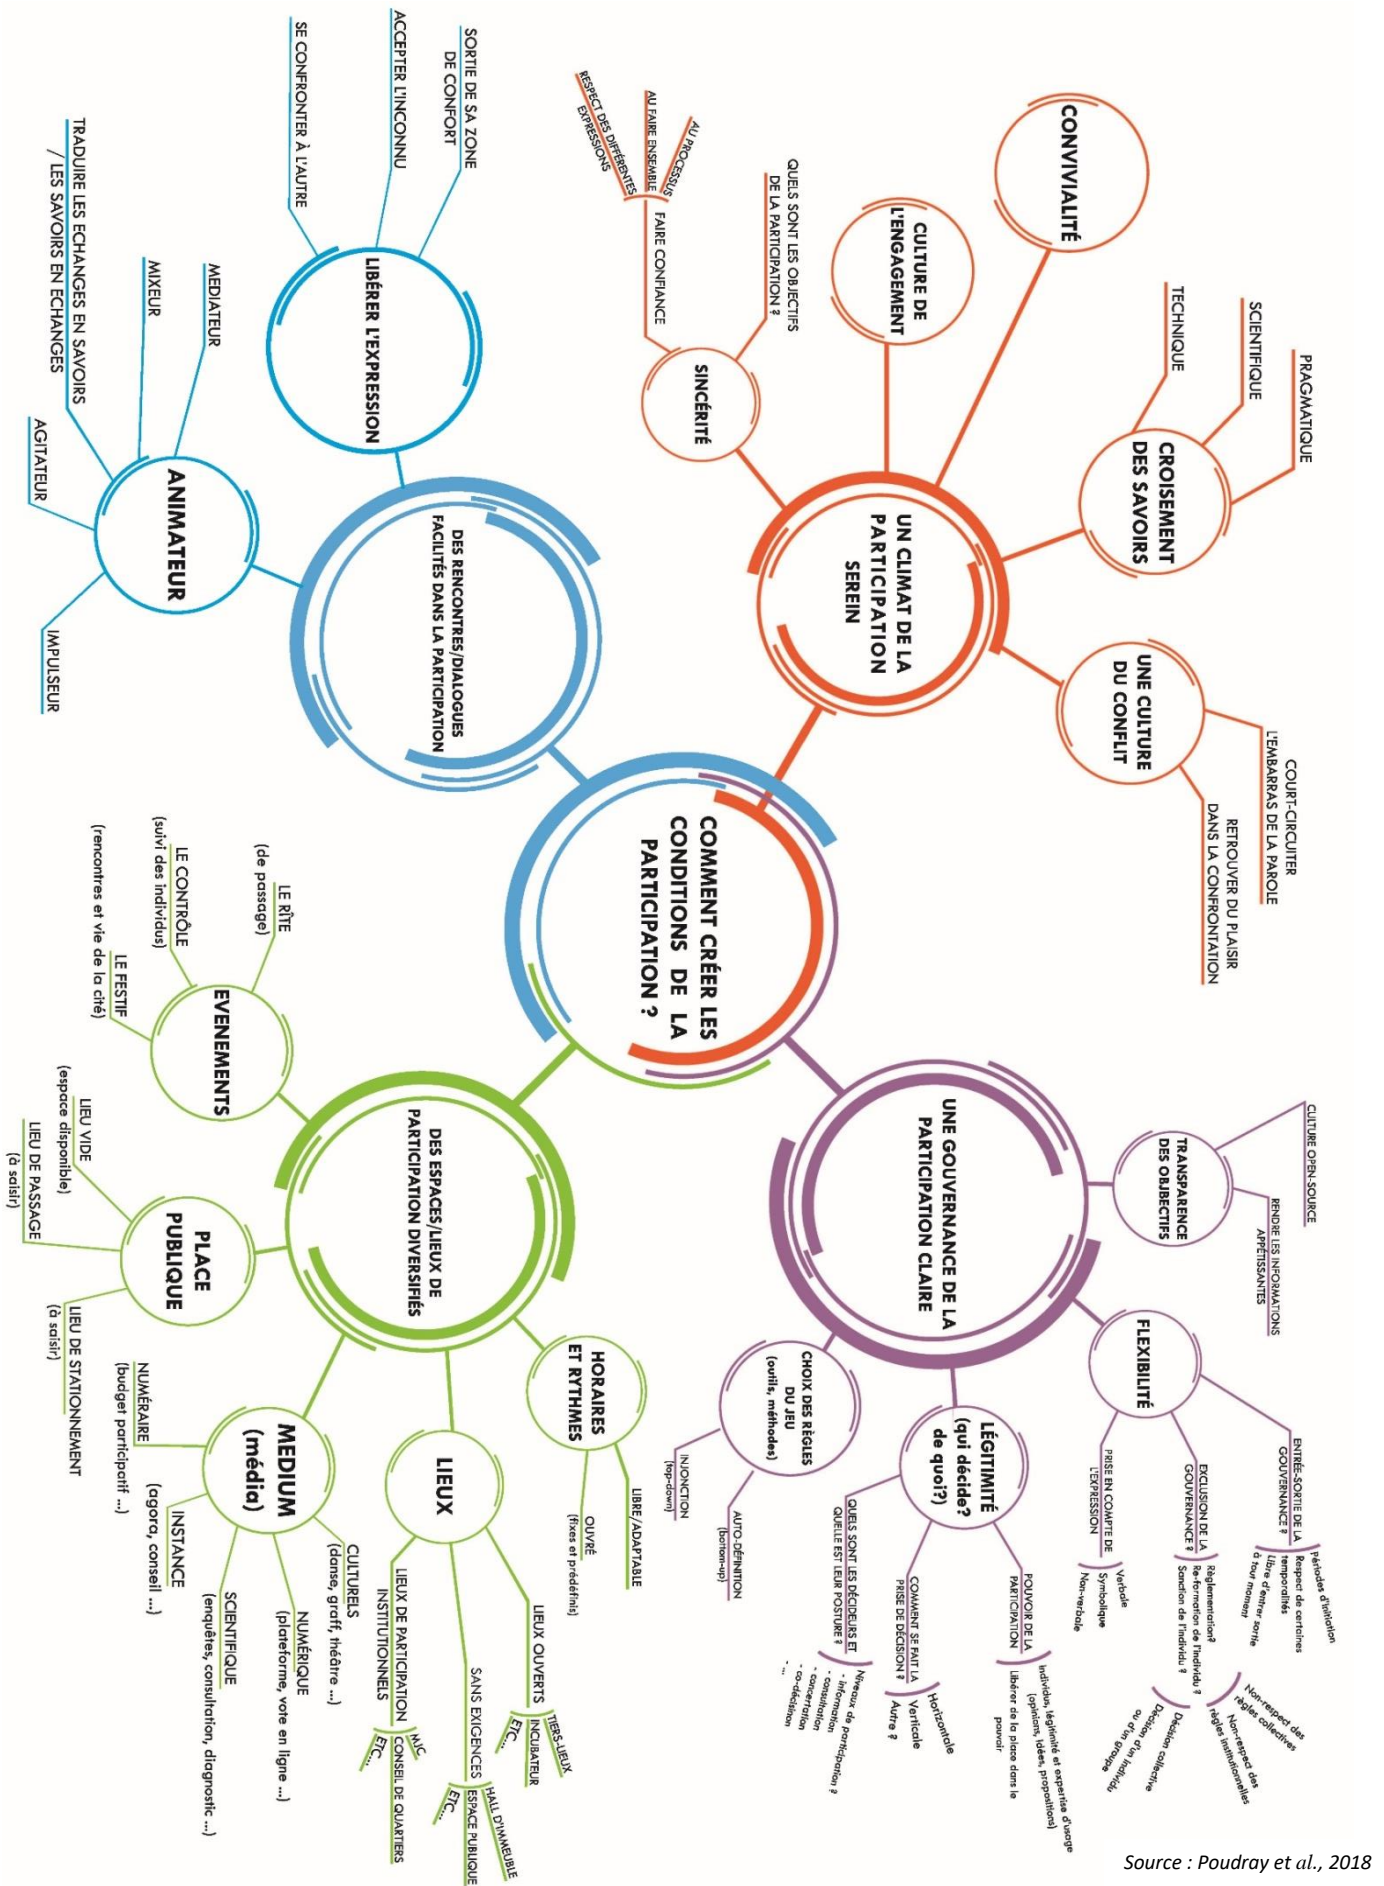 COMMENT CRÉER LES
CONDITIONS DE LA
PARTICIPATION ?
UN CLIMAT DE LA
PARTICIPATION
SEREIN
CONVIVIALITÉ
CULTURE DE
L'ENGAGEMENT
SINCÉRITÉ
QUELS SONT LES OBJECTIFS
DE LA PARTICIPATION ?
FAIRE CONFIANCE
AU PROCESSUS
AU FAIRE ENSEMBLE
RESPECT DES DIFFÉRENTES
EXPRESSIONS
CROISEMENT
DES SAVOIRS
TECHNIQUE
SCIENTIFIQUE
PRAGMATIQUE
UNE CULTURE
DU CONFLIT
COURT-CIRCUITER
L'EMBARRAS DE LA PAROLE
RETROUVER DU PLAISIR
DANS LA CONFRONTATION
DES RENCONTRES/DIALOGUES
FACILITÉS DANS LA PARTICIPATION
LIBÉRER L'EXPRESSION
SORTIE DE SA ZONE
DE CONFORT
ACCEPTER L'INCONNU
SE CONFRONTER À L'AUTRE
ANIMATEUR
MEDIATEUR
MIXEUR
TRADUIRE LES ECHANGES EN SAVOIRS
/ LES SAVOIRS EN ECHANGES
AGITATEUR
IMPULSEUR
UNE GOUVERNANCE DE LA
PARTICIPATION CLAIRE
TRANSPARENCE
DES OBJBECTIFS
CULTURE OPEN-SOURCE
RENDRE LES INFORMATIONS
APPÉTISSANTES
FLEXIBILITÉ
ENTRÉE-SORTIE DE LA
GOUVERNANCE ?
Périodes d'initiation
Respect de certaines
temporalités
Libre d'entrer sortie
à tour moment
EXCLUSION DE LA
GOUVERNANCE ?
Règlementation?
Re-formation de l'individu ?
Sanction de l'individu ?
Non-respect des
règles collectives
Non-respect des
règles institutionnelles
Décision collective
Décision d'un individu
ou d'un groupe
PRISE EN COMPTE DE
L'EXPRESSION
Verbale
Symbolique
Non-verbale
LÉGITIMITÉ
(qui décide?
de quoi?)
POUVOIR DE LA
PARTICIPATION
Individus, légitimité et expertise d'usage
(opinions, idées, propositions)
Libérer de la place dans le
pouvoir
COMMENT SE FAIT LA
PRISE DE DÉCISION ?
Horizontale
Verticale
Autre ?
QUELS SONT LES DÉCIDEURS ET
QUELLE EST LEUR POSTURE ?
Niveaux de participation ?
- information
- consultation
- concertation
- co-décision
- ...
CHOIX DES RÈGLES
DU JEU
(outils, méthodes)
INJONCTION
(top-down)
AUTO-DÉFINITION
(bottom-up)
DES ESPACES/LIEUX DE
PARTICIPATION DIVERSIFIÉS
EVENEMENTS
LE RÎTE
(de passage)
LE CONTRÔLE
(suivi des individus)
LE FESTIF
(rencontres et vie de la cité)
PLACE
PUBLIQUE
LIEU VIDE
(espace disponible)
LIEU DE PASSAGE
(à saisir)
LIEU DE STATIONNEMENT
(à saisir)
MEDIUM
(média)
NUMÉRAIRE
(budget participatif ...)
INSTANCE
(agora, conseil ...)
SCIENTIFIQUE
(enquêtes, consultation, diagnostic ...)
NUMÉRIQUE
(plateforme, vote en ligne ...)
CULTURELS
(danse, graff, théâtre ...)
LIEUX
LIEUX DE PARTICIPATION
INSTITUTIONNELS
MJC
CONSEIL DE QUARTIERS
ETC...
SANS EXIGENCES
HALL D'IMMEUBLE
ESPACE PUBLIQUE
ETC...
LIEUX OUVERTS
TIERS-LIEUX
INCUBATEUR
ETC...
HORAIRES
ET RYTHMES
OUVRÉ
(fixes et prédéfinis)
LIBRE/ADAPTABLE
Source : Poudray et al., 2018